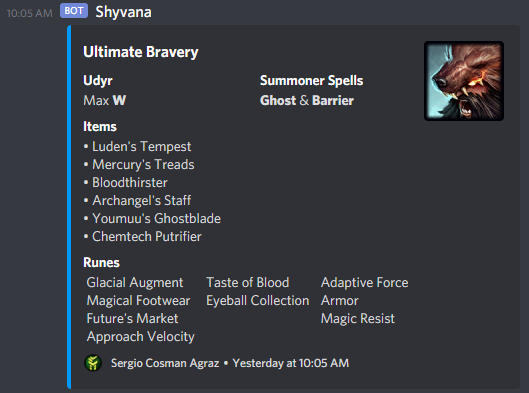 10:05 AM BOT Shyvana
Ultimate Bravery
Udyr Summoner Spells
Max W Ghost & Barrier
Items
• Luden's Tempest
• Mercury's Treads
• Bloodthirster
• Archangel's Staff
• Youmuu's Ghostblade
• Chemtech Putrifier
Runes
Glacial Augment Taste of Blood Adaptive Force
Magical Footwear Eyeball Collection Armor
Future's Market Magic Resist
Approach Velocity
Sergio Cosman Agraz • Yesterday at 10:05 AM